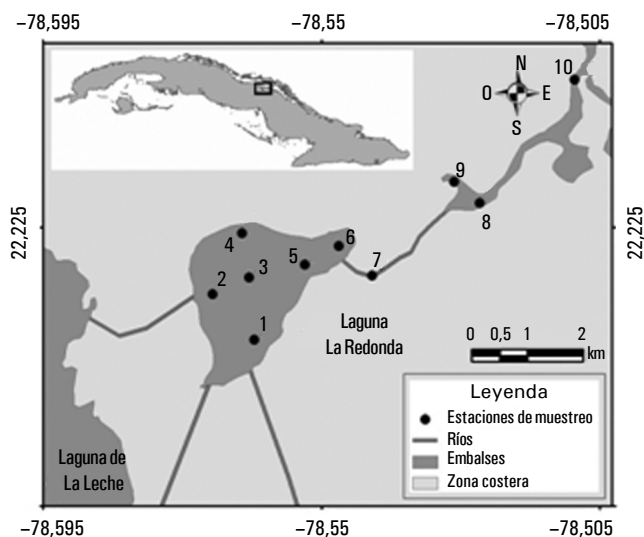 −78,595 −78,55 −78,505
10
N
O E
S
9
8
22,225 22,225
4
6
5
7
3
2
1
Laguna
La Redonda
0 0,5 1 2
km
Leyenda
Estaciones de muestreo
Ríos
Embalses
Zona costera
Laguna de
La Leche
−78,595 −78,55 −78,505